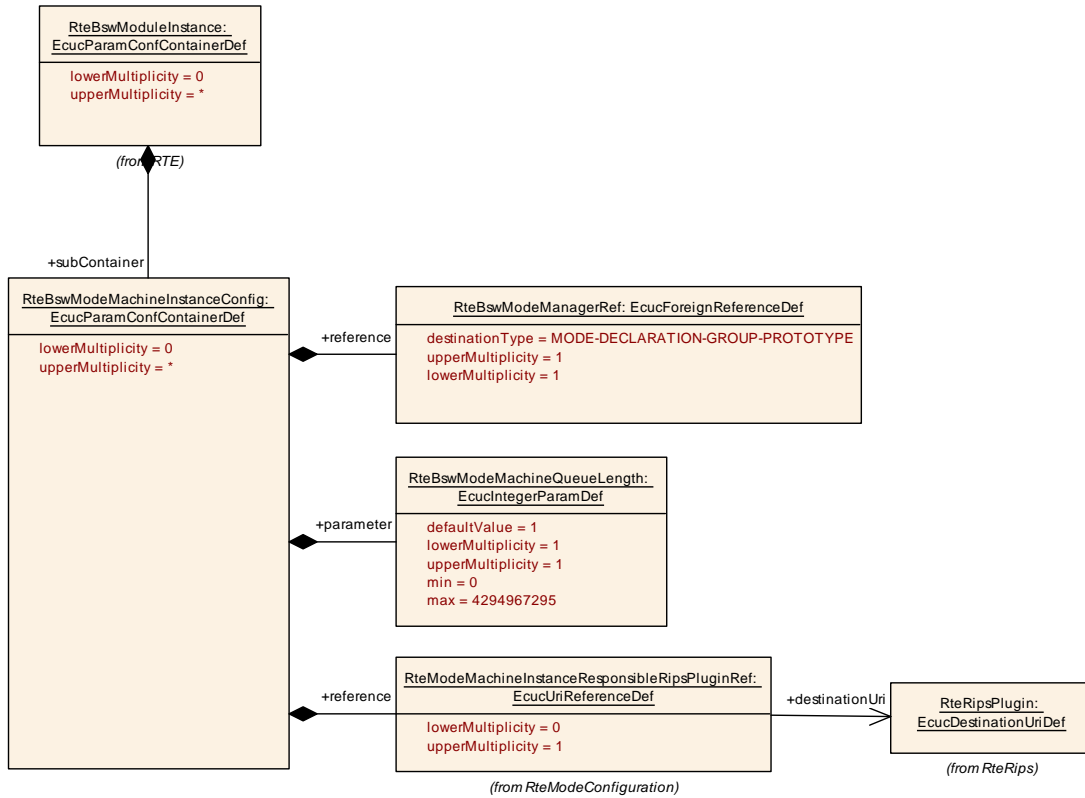 RteBswModuleInstance:
EcucParamConfContainerDef
lowerMultiplicity = 0
upperMultiplicity = *
(from RTE)
+subContainer
RteBswModeMachineInstanceConfig:
EcucParamConfContainerDef
lowerMultiplicity = 0
upperMultiplicity = *
+reference
RteBswModeManagerRef: EcucForeignReferenceDef
destinationType = MODE-DECLARATION-GROUP-PROTOTYPE
upperMultiplicity = 1
lowerMultiplicity = 1
+parameter
RteBswModeMachineQueueLength:
EcucIntegerParamDef
defaultValue = 1
lowerMultiplicity = 1
upperMultiplicity = 1
min = 0
max = 4294967295
+reference
RteModeMachineInstanceResponsibleRipsPluginRef:
EcucUriReferenceDef
lowerMultiplicity = 0
upperMultiplicity = 1
(from RteModeConfiguration)
+destinationUri
RteRipsPlugin:
EcucDestinationUriDef
(from RteRips)